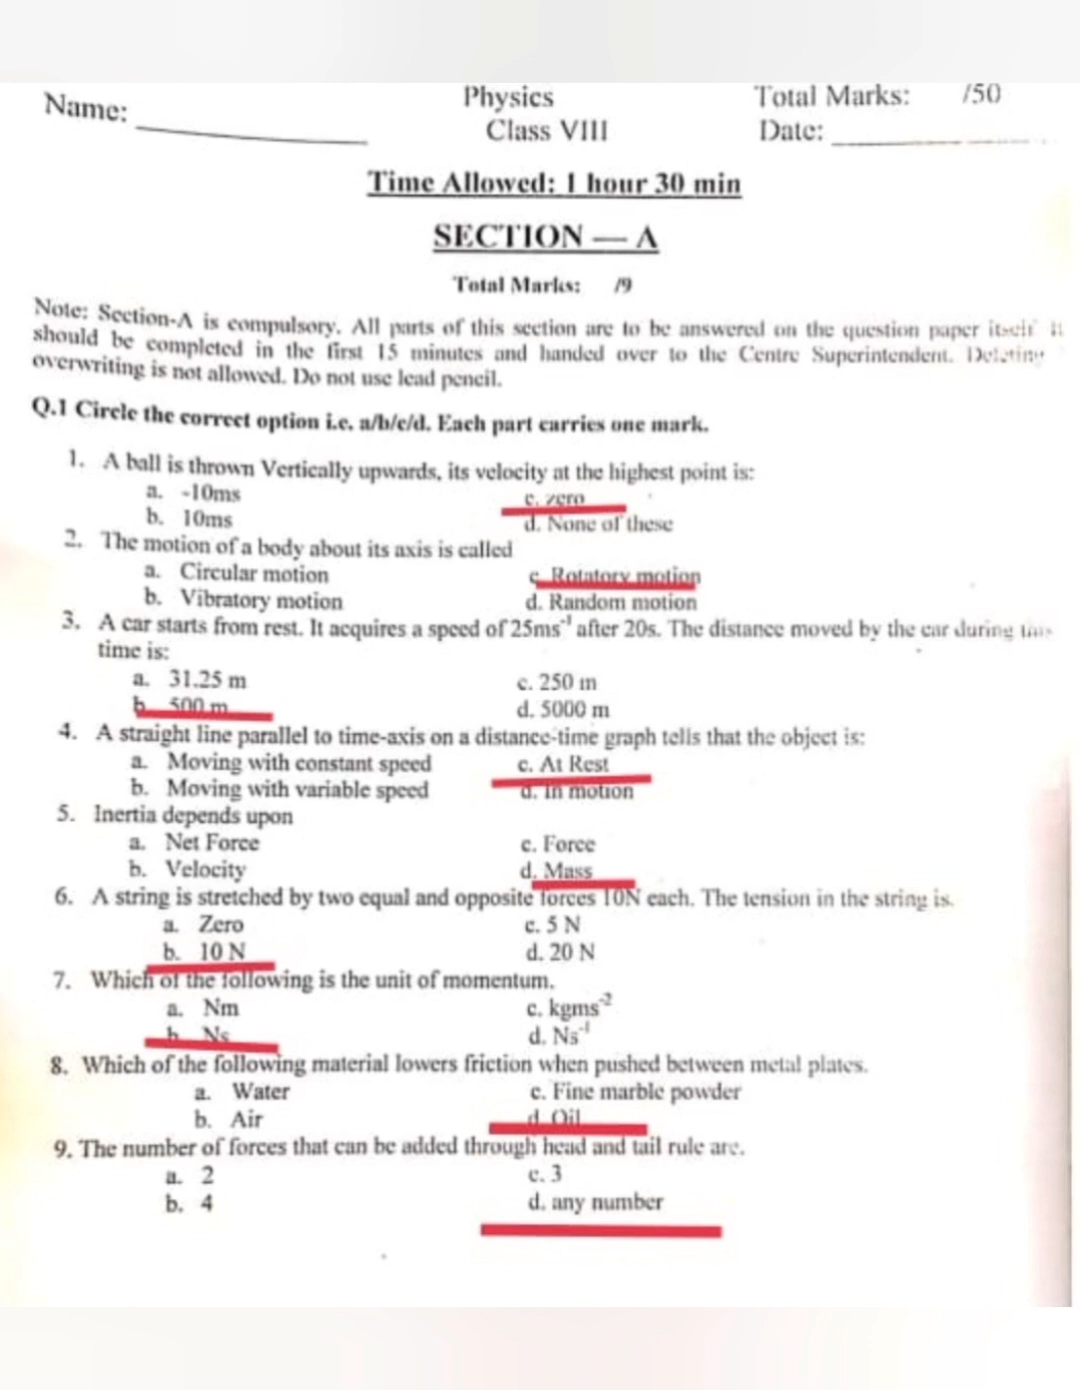 Name:
Physics
Class VIII
Total Marks: /50
Date:
Time Allowed: 1 hour 30 min
SECTION — A
Total Marks: /9
Note: Section-A is compulsory. All parts of this section are to be answered on the question paper itself. It
should be completed in the first 15 minutes and handed over to the Centre Superintendent. Deleting
overwriting is not allowed. Do not use lead pencil.
Q.1 Circle the correct option i.e. a/b/c/d. Each part carries one mark.
1. A ball is thrown Vertically upwards, its velocity at the highest point is:
a. -10ms
c. zero
b. 10ms
d. None of these
2. The motion of a body about its axis is called
a. Circular motion
c. Rotatory motion
b. Vibratory motion
d. Random motion
3. A car starts from rest. It acquires a speed of 25ms⁻¹ after 20s. The distance moved by the car during this
time is:
a. 31.25 m
c. 250 m
b. 500 m
d. 5000 m
4. A straight line parallel to time-axis on a distance-time graph tells that the object is:
a. Moving with constant speed
c. At Rest
b. Moving with variable speed
d. In motion
5. Inertia depends upon
a. Net Force
c. Force
b. Velocity
d. Mass
6. A string is stretched by two equal and opposite forces 10N each. The tension in the string is.
a. Zero
c. 5 N
b. 10 N
d. 20 N
7. Which of the following is the unit of momentum.
a. Nm
c. kgms⁻²
b. Ns
d. Ns⁻¹
8. Which of the following material lowers friction when pushed between metal plates.
a. Water
c. Fine marble powder
b. Air
d. Oil
9. The number of forces that can be added through head and tail rule are.
a. 2
c. 3
b. 4
d. any number